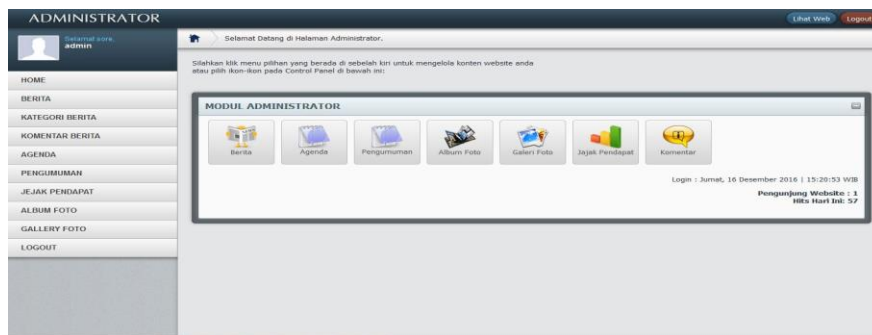 ADMINISTRATOR
Lihat Web
Logout
Selamat sore,
admin
Selamat Datang di Halaman Administrator.
Silahkan klik menu pilihan yang berada di sebelah kiri untuk mengelola konten website anda
atau pilih ikon-ikon pada Control Panel di bawah ini:
HOME
BERITA
KATEGORI BERITA
KOMENTAR BERITA
AGENDA
PENGUMUMAN
JEJAK PENDAPAT
ALBUM FOTO
GALLERY FOTO
LOGOUT
MODUL ADMINISTRATOR
Berita
Agenda
Pengumuman
Album Foto
Galeri Foto
Jajak Pendapat
Komentar
Login : Jumat, 16 Desember 2016 | 15:20:53 WIB
Pengunjung Website : 1
Hits Hari Ini: 57